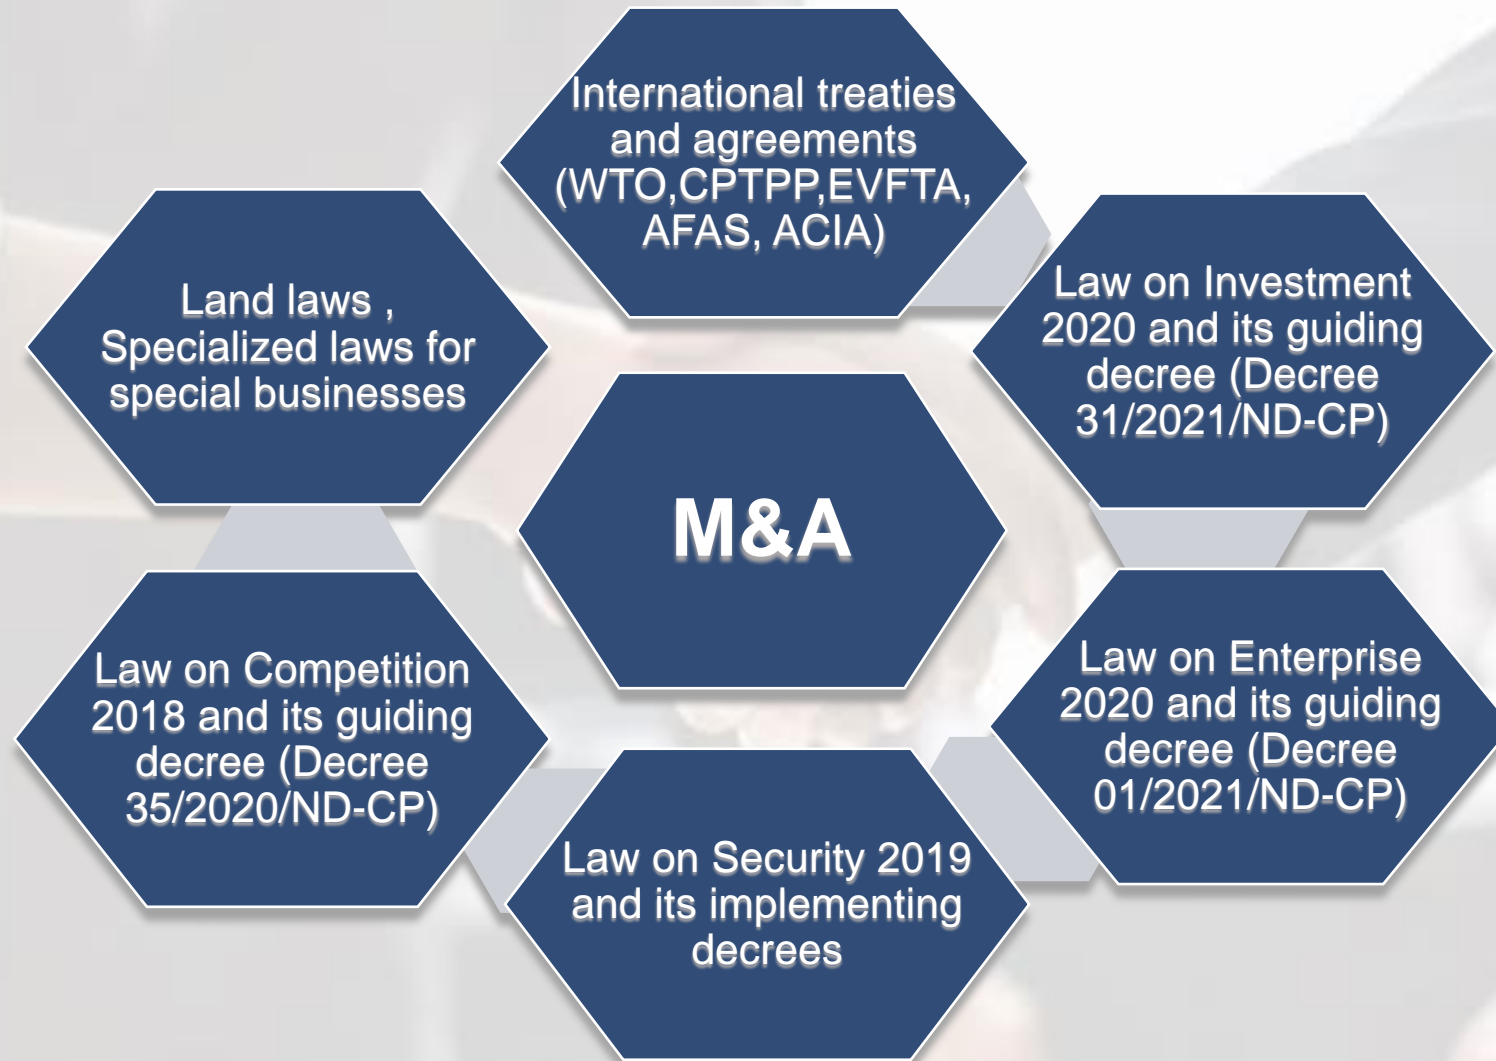 International treaties
and agreements
(WTO,CPTPP,EVFTA,
AFAS, ACIA)
Law on Investment
2020 and its guiding
decree (Decree
31/2021/ND-CP)
Law on Enterprise
2020 and its guiding
decree (Decree
01/2021/ND-CP)
Law on Security 2019
and its implementing
decrees
Law on Competition
2018 and its guiding
decree (Decree
35/2020/ND-CP)
Land laws ,
Specialized laws for
special businesses
M&A